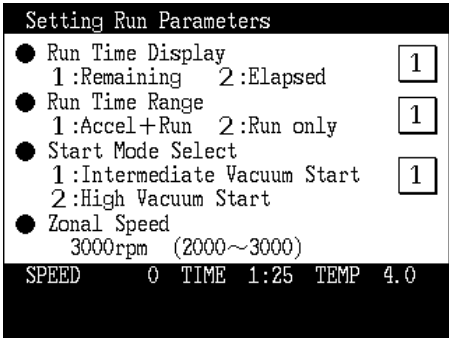 Setting Run Parameters
● Run Time Display 1
1:Remaining 2:Elapsed
● Run Time Range 1
1:Accel+Run 2:Run only
● Start Mode Select
1:Intermediate Vacuum Start 1
2:High Vacuum Start
● Zonal Speed
3000rpm (2000～3000)
SPEED 0 TIME 1:25 TEMP 4.0